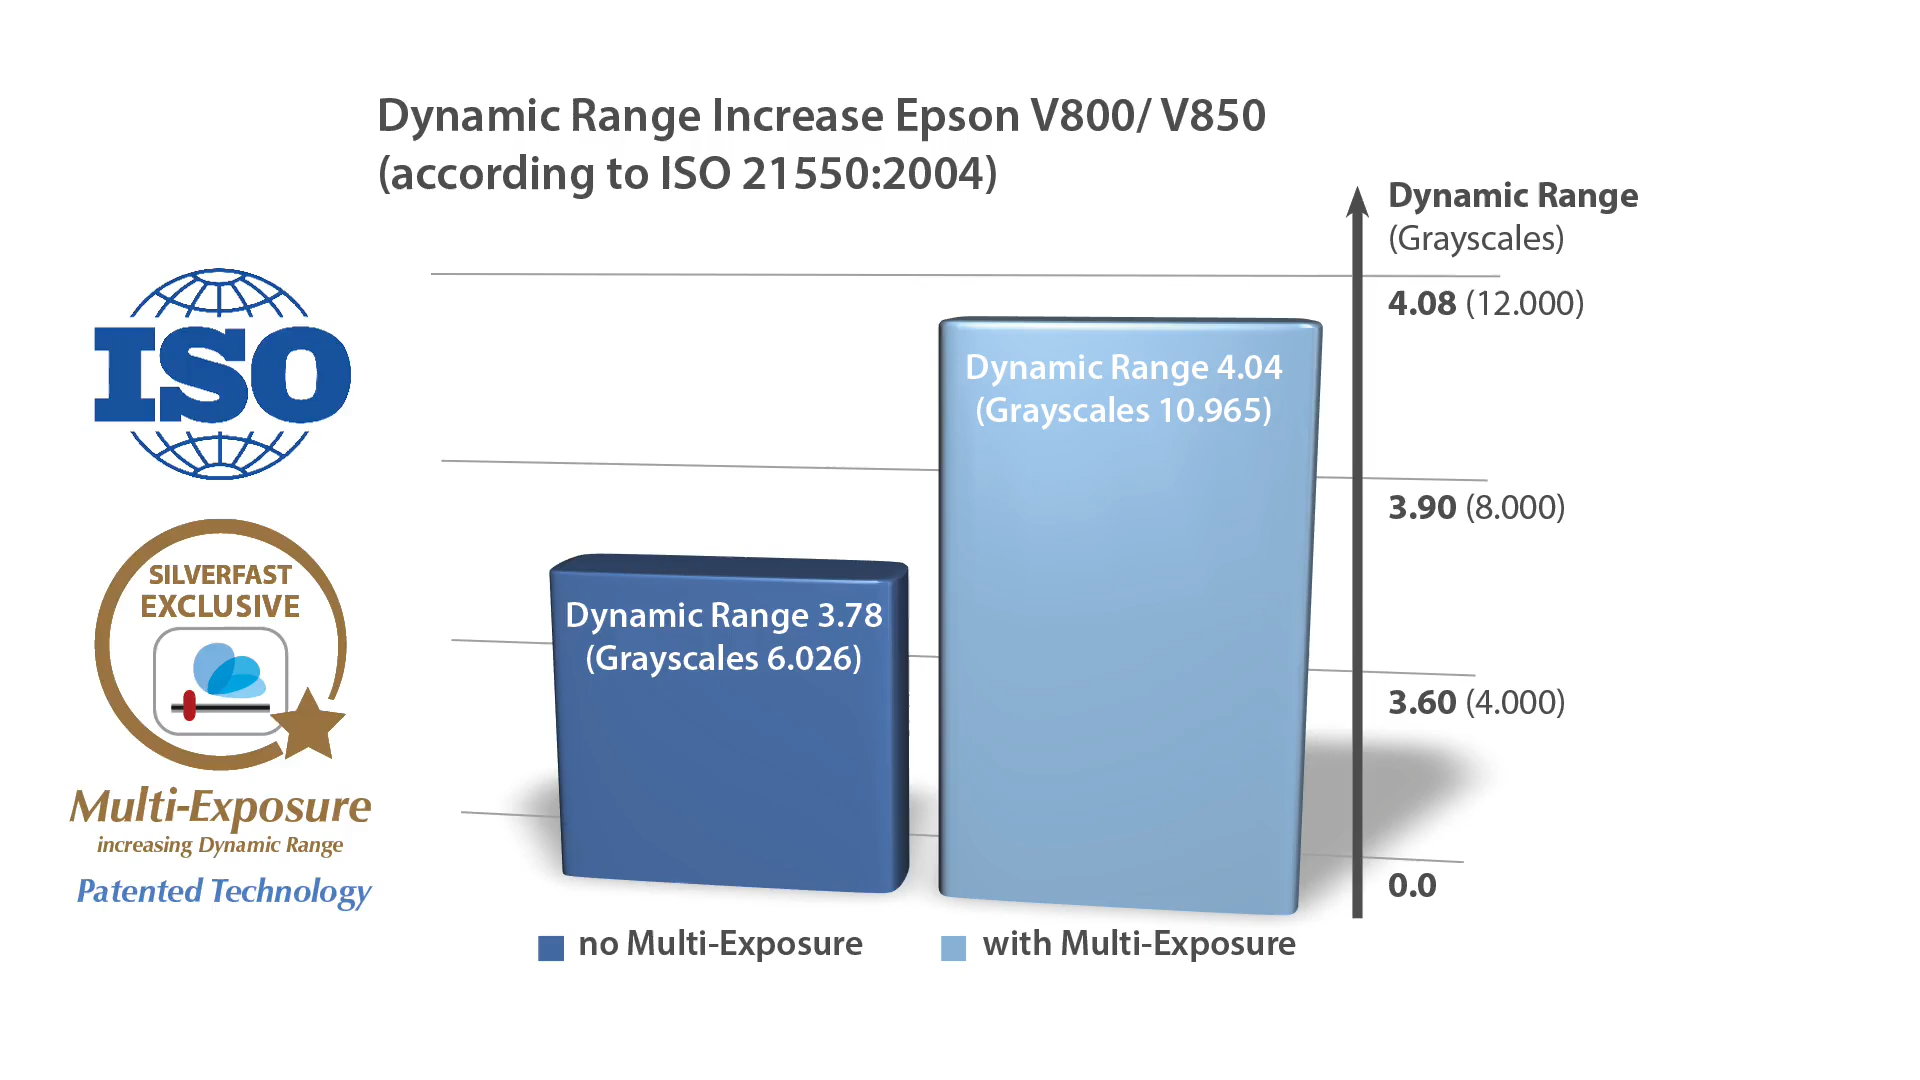 Dynamic Range Increase Epson V800/ V850
(according to ISO 21550:2004)
Dynamic Range
(Grayscales)
4.08 (12.000)
3.90 (8.000)
3.60 (4.000)
0.0
ISO
SILVERFAST
EXCLUSIVE
Multi-Exposure
increasing Dynamic Range
Patented Technology
Dynamic Range 3.78
(Grayscales 6.026)
Dynamic Range 4.04
(Grayscales 10.965)
no Multi-Exposure
with Multi-Exposure